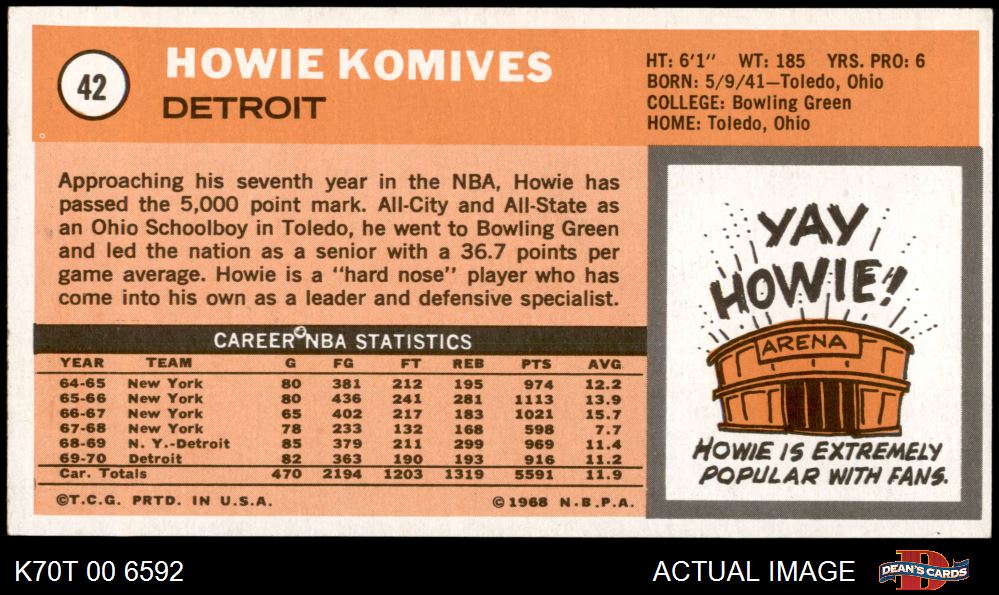 42
HOWIE KOMIVES
DETROIT
HT: 6'1" WT: 185 YRS. PRO: 6
BORN: 5/9/41—Toledo, Ohio
COLLEGE: Bowling Green
HOME: Toledo, Ohio
Approaching his seventh year in the NBA, Howie has
passed the 5,000 point mark. All-City and All-State as
an Ohio Schoolboy in Toledo, he went to Bowling Green
and led the nation as a senior with a 36.7 points per
game average. Howie is a "hard nose" player who has
come into his own as a leader and defensive specialist.
CAREER NBA STATISTICS
YEAR TEAM G FG FT REB PTS AVG
64-65 New York 80 381 212 195 974 12.2
65-66 New York 80 436 241 281 1113 13.9
66-67 New York 65 402 217 183 1021 15.7
67-68 New York 78 233 132 168 598 7.7
68-69 N. Y.-Detroit 85 379 211 299 969 11.4
69-70 Detroit 82 363 190 193 916 11.2
Car. Totals 470 2194 1203 1319 5591 11.9
©T.C.G. PRTD. IN U.S.A. ©1968 N.B.P.A.
YAY
HOWIE!!
ARENA
HOWIE IS EXTREMELY
POPULAR WITH FANS.
K70T 00 6592
ACTUAL IMAGE
D
DEAN'S CARDS